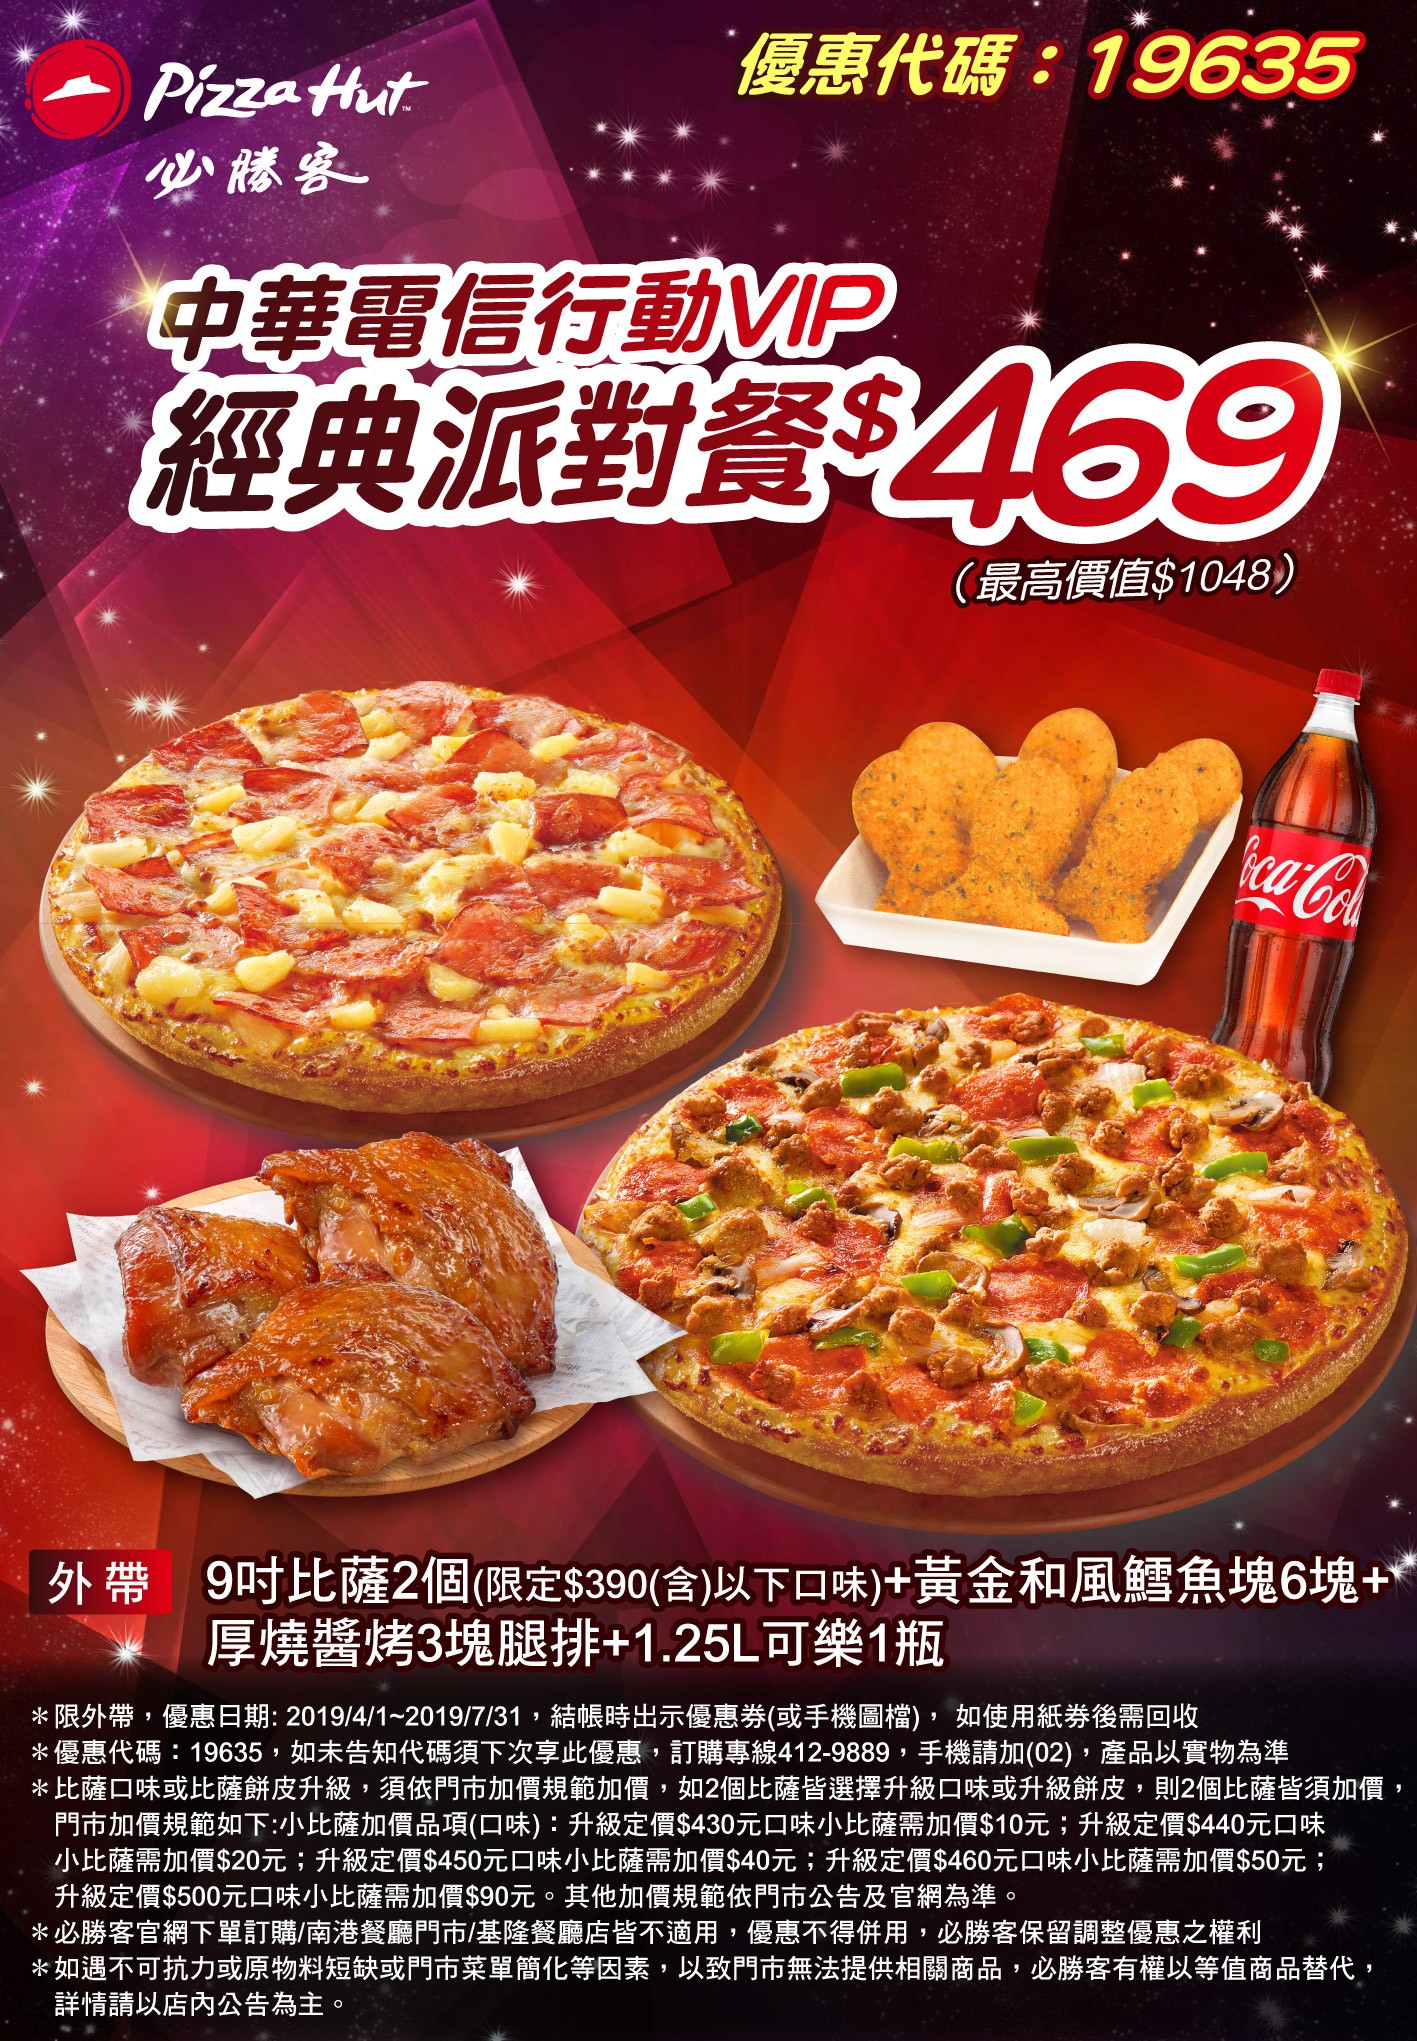 Pizza Hut™
必勝客
優惠代碼：19635
中華電信行動VIP
經典派對餐$469
（最高價值$1048）
Coca-Cola
外帶
9吋比薩2個(限定$390(含)以下口味)+黃金和風鱈魚塊6塊+
厚燒醬烤3塊腿排+1.25L可樂1瓶
＊限外帶，優惠日期: 2019/4/1~2019/7/31，結帳時出示優惠券(或手機圖檔)， 如使用紙券後需回收
＊優惠代碼：19635，如未告知代碼須下次享此優惠，訂購專線412-9889，手機請加(02)，產品以實物為準
＊比薩口味或比薩餅皮升級，須依門市加價規範加價，如2個比薩皆選擇升級口味或升級餅皮，則2個比薩皆須加價，
門市加價規範如下:小比薩加價品項(口味)：升級定價$430元口味小比薩需加價$10元；升級定價$440元口味
小比薩需加價$20元；升級定價$450元口味小比薩需加價$40元；升級定價$460元口味小比薩需加價$50元；
升級定價$500元口味小比薩需加價$90元。其他加價規範依門市公告及官網為準。
＊必勝客官網下單訂購/南港餐廳門市/基隆餐廳店皆不適用，優惠不得併用，必勝客保留調整優惠之權利
＊如遇不可抗力或原物料短缺或門市菜單簡化等因素，以致門市無法提供相關商品，必勝客有權以等值商品替代，
詳情請以店內公告為主。